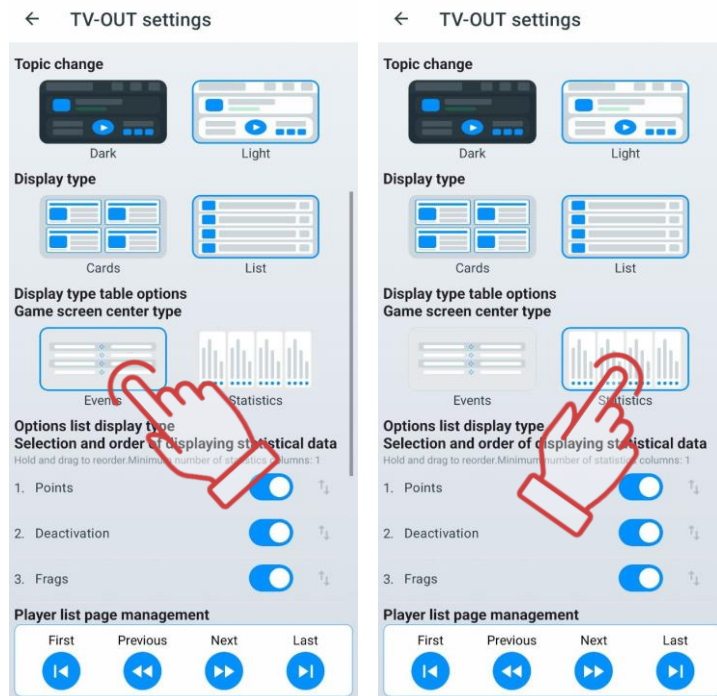 TV-OUT settings
Topic change
Dark Light
Display type
Cards List
Display type table options
Game screen center type
Events Statistics
Options list display type
Selection and order of displaying statistical data
Hold and drag to reorder.Minimum number of statistics columns: 1
1. Points
2. Deactivation
3. Frags
Player list page management
First Previous Next Last
TV-OUT settings
Topic change
Dark Light
Display type
Cards List
Display type table options
Game screen center type
Events Statistics
Options list display type
Selection and order of displaying statistical data
Hold and drag to reorder.Minimum number of statistics columns: 1
1. Points
2. Deactivation
3. Frags
Player list page management
First Previous Next Last